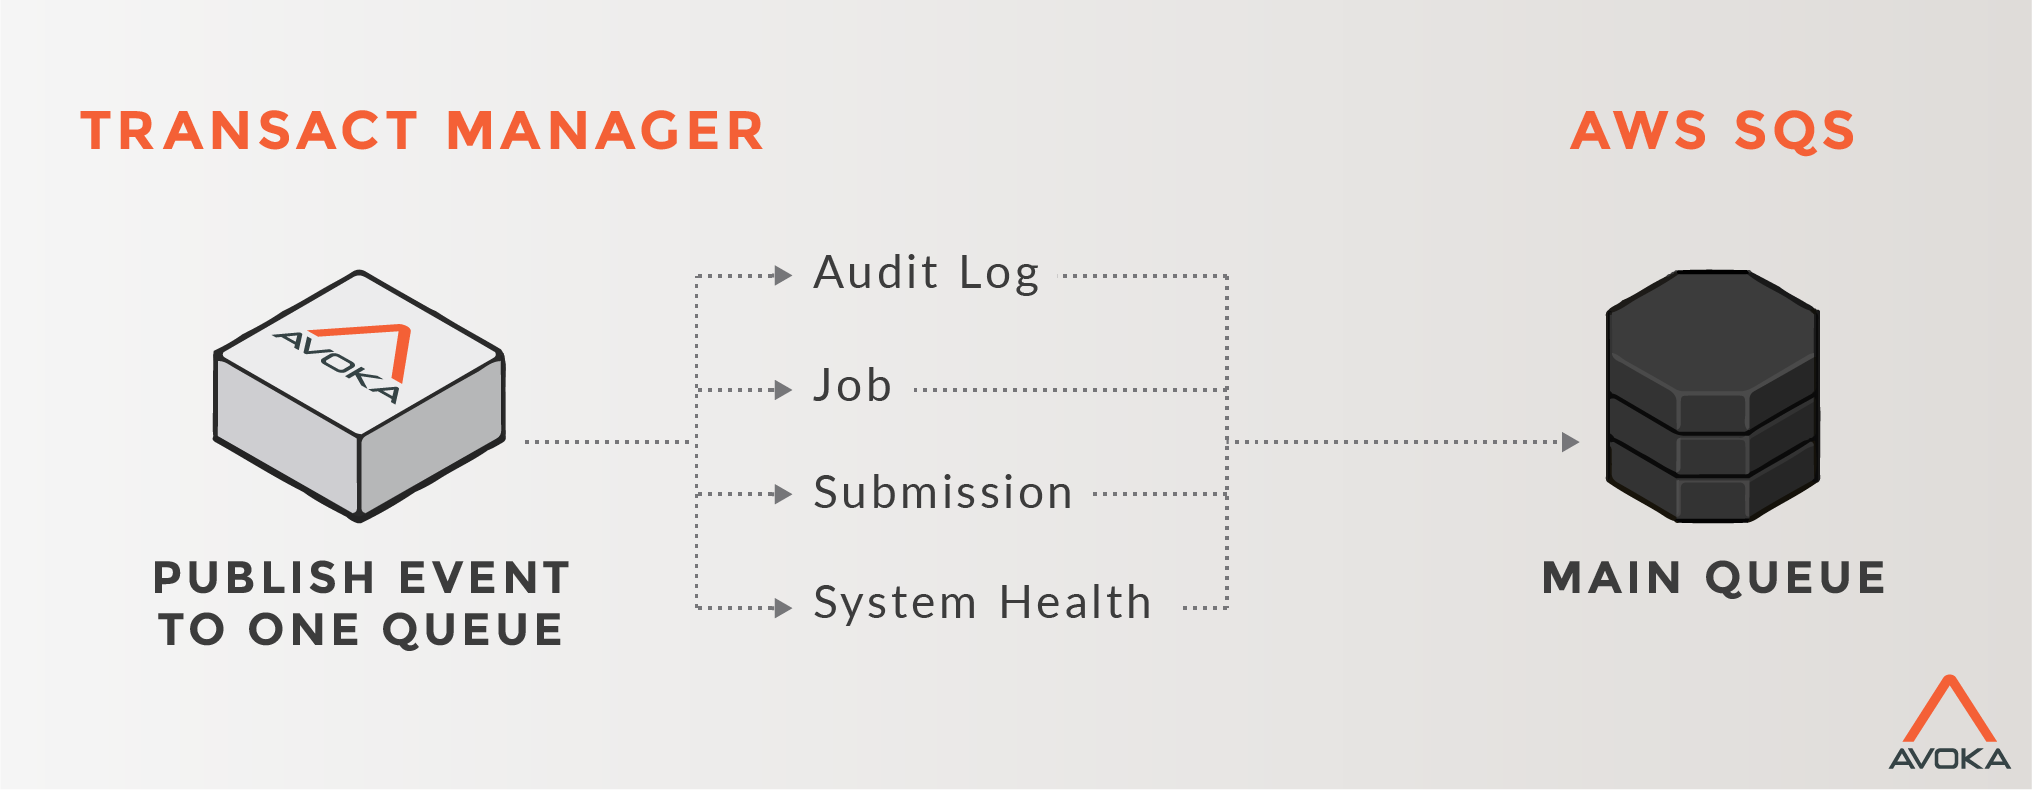 TRANSACT MANAGER
AWS SQS
AVOKA
Audit Log
Job
Submission
System Health
PUBLISH EVENT
TO ONE QUEUE
MAIN QUEUE
AVOKA